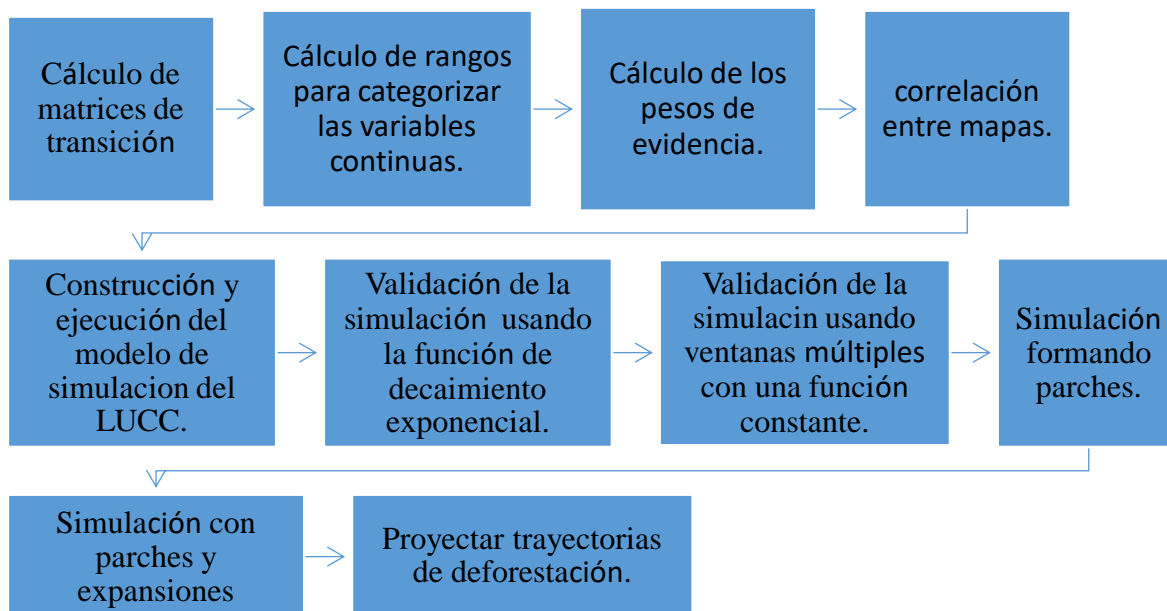 Cálculo de
matrices de
transición
Cálculo de rangos
para categorizar
las variables
continuas.
Cálculo de los
pesos de
evidencia.
correlación
entre mapas.
Construcción y
ejecución del
modelo de
simulacion del
LUCC.
Validación de la
simulación usando
la función de
decaimiento
exponencial.
Validación de la
simulacin usando
ventanas múltiples
con una función
constante.
Simulación
formando
parches.
Simulación con
parches y
expansiones
Proyectar trayectorias
de deforestación.